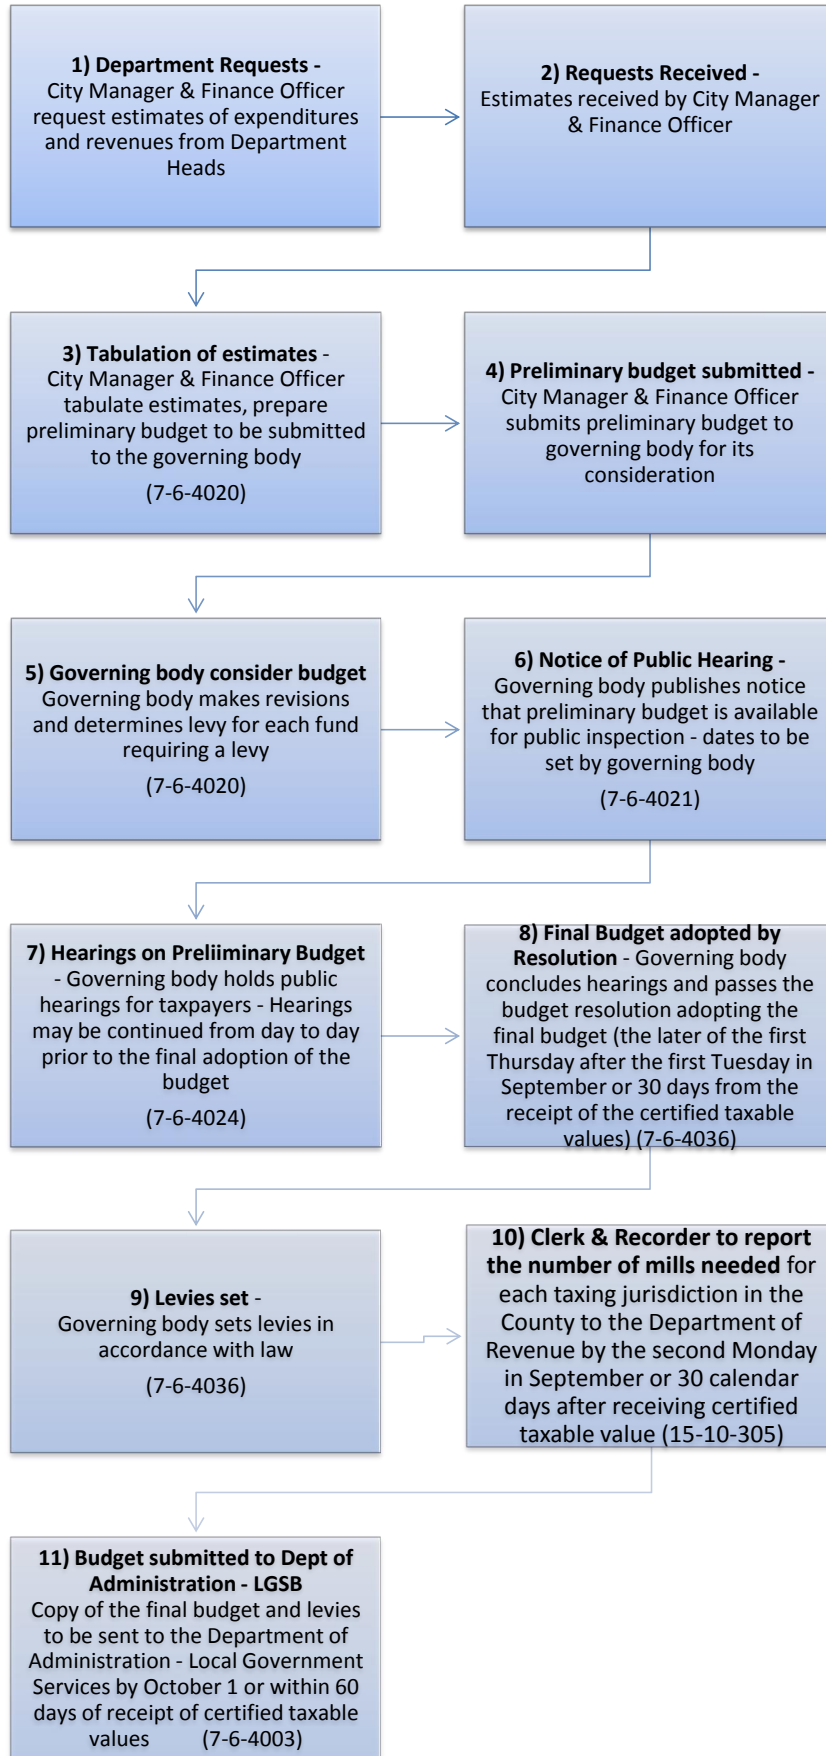 1) Department Requests -
City Manager & Finance Officer
request estimates of expenditures
and revenues from Department
Heads
2) Requests Received -
Estimates received by City Manager
& Finance Officer
3) Tabulation of estimates -
City Manager & Finance Officer
tabulate estimates, prepare
preliminary budget to be submitted
to the governing body
(7-6-4020)
4) Preliminary budget submitted -
City Manager & Finance Officer
submits preliminary budget to
governing body for its
consideration
5) Governing body consider budget
Governing body makes revisions
and determines levy for each fund
requiring a levy
(7-6-4020)
6) Notice of Public Hearing -
Governing body publishes notice
that preliminary budget is available
for public inspection - dates to be
set by governing body
(7-6-4021)
7) Hearings on Preliiminary Budget
- Governing body holds public
hearings for taxpayers - Hearings
may be continued from day to day
prior to the final adoption of the
budget
(7-6-4024)
8) Final Budget adopted by
Resolution - Governing body
concludes hearings and passes the
budget resolution adopting the
final budget (the later of the first
Thursday after the first Tuesday in
September or 30 days from the
receipt of the certified taxable
values) (7-6-4036)
9) Levies set -
Governing body sets levies in
accordance with law
(7-6-4036)
10) Clerk & Recorder to report
the number of mills needed for
each taxing jurisdiction in the
County to the Department of
Revenue by the second Monday
in September or 30 calendar
days after receiving certified
taxable value (15-10-305)
11) Budget submitted to Dept of
Administration - LGSB
Copy of the final budget and levies
to be sent to the Department of
Administration - Local Government
Services by October 1 or within 60
days of receipt of certified taxable
values (7-6-4003)